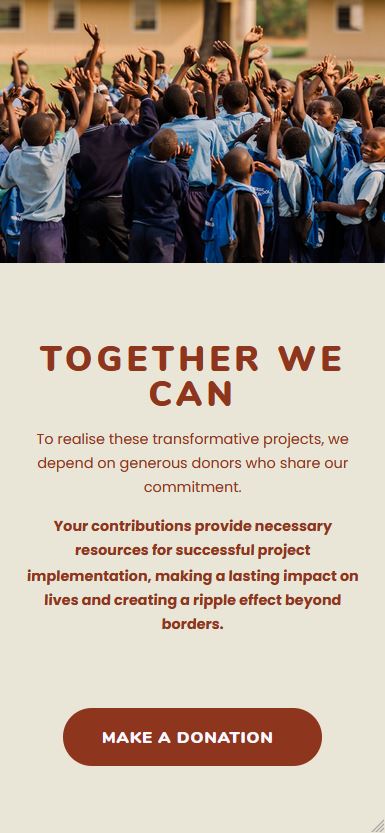 TOGETHER WE
CAN
To realise these transformative projects, we
depend on generous donors who share our
commitment.
Your contributions provide necessary
resources for successful project
implementation, making a lasting impact on
lives and creating a ripple effect beyond
borders.
MAKE A DONATION